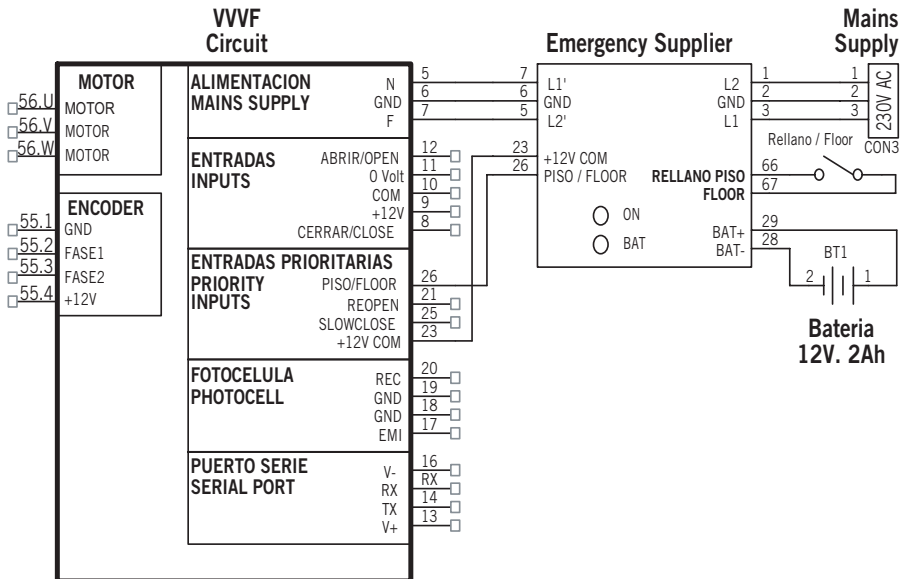 VVVF
Circuit
Emergency Supplier
Mains
Supply
MOTOR
56.U MOTOR
56.V MOTOR
56.W MOTOR
ENCODER
55.1 GND
55.2 FASE1
55.3 FASE2
55.4 +12V
ALIMENTACION
MAINS SUPPLY
N 5
GND 6
F 7
ENTRADAS
INPUTS
ABRIR/OPEN 12
0 Volt 11
COM 10
+12V 9
CERRAR/CLOSE 8
ENTRADAS PRIORITARIAS
PRIORITY
INPUTS
PISO/FLOOR 26
REOPEN 21
SLOWCLOSE 25
+12V COM 23
FOTOCELULA
PHOTOCELL
REC 20
GND 19
GND 18
EMI 17
PUERTO SERIE
SERIAL PORT
V- 16
RX RX
TX 14
V+ 13
7 L1' L2 1 1
6 GND GND 2 2
5 L2' L1 3 3
230V AC
CON3
23 +12V COM
26 PISO / FLOOR
RELLANO PISO
FLOOR
66
67
Rellano / Floor
ON
BAT
BAT+ 29
BAT- 28
BT1
2 1
Bateria
12V. 2Ah